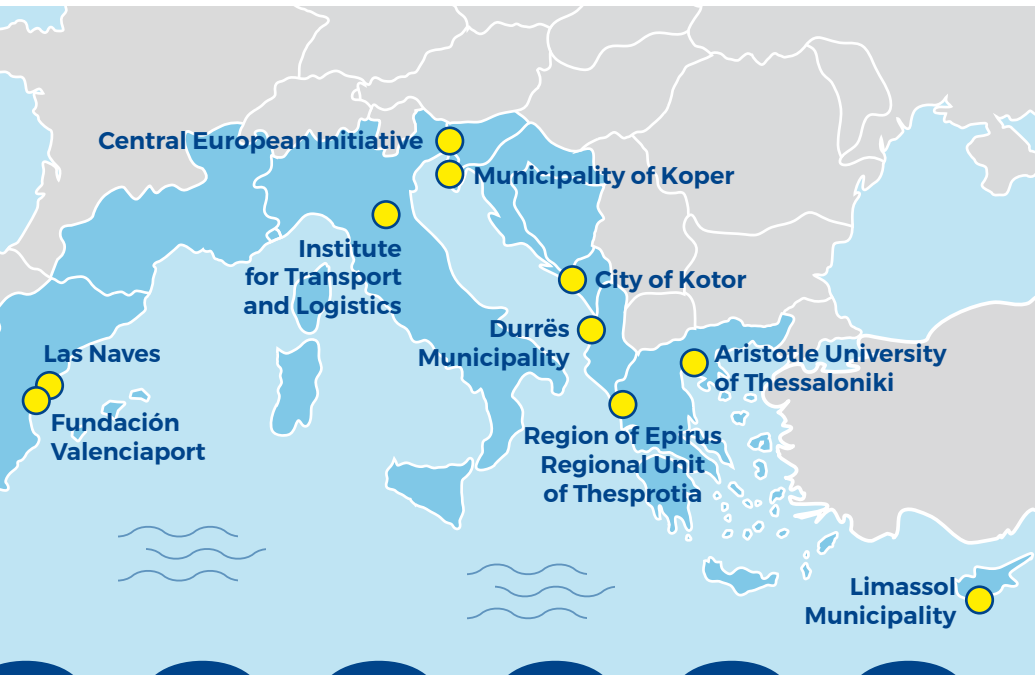 Central European Initiative
Municipality of Koper
Institute
for Transport
and Logistics
City of Kotor
Durrës
Municipality
Las Naves
Aristotle University
of Thessaloniki
Fundación
Valenciaport
Region of Epirus
Regional Unit
of Thesprotia
Limassol
Municipality